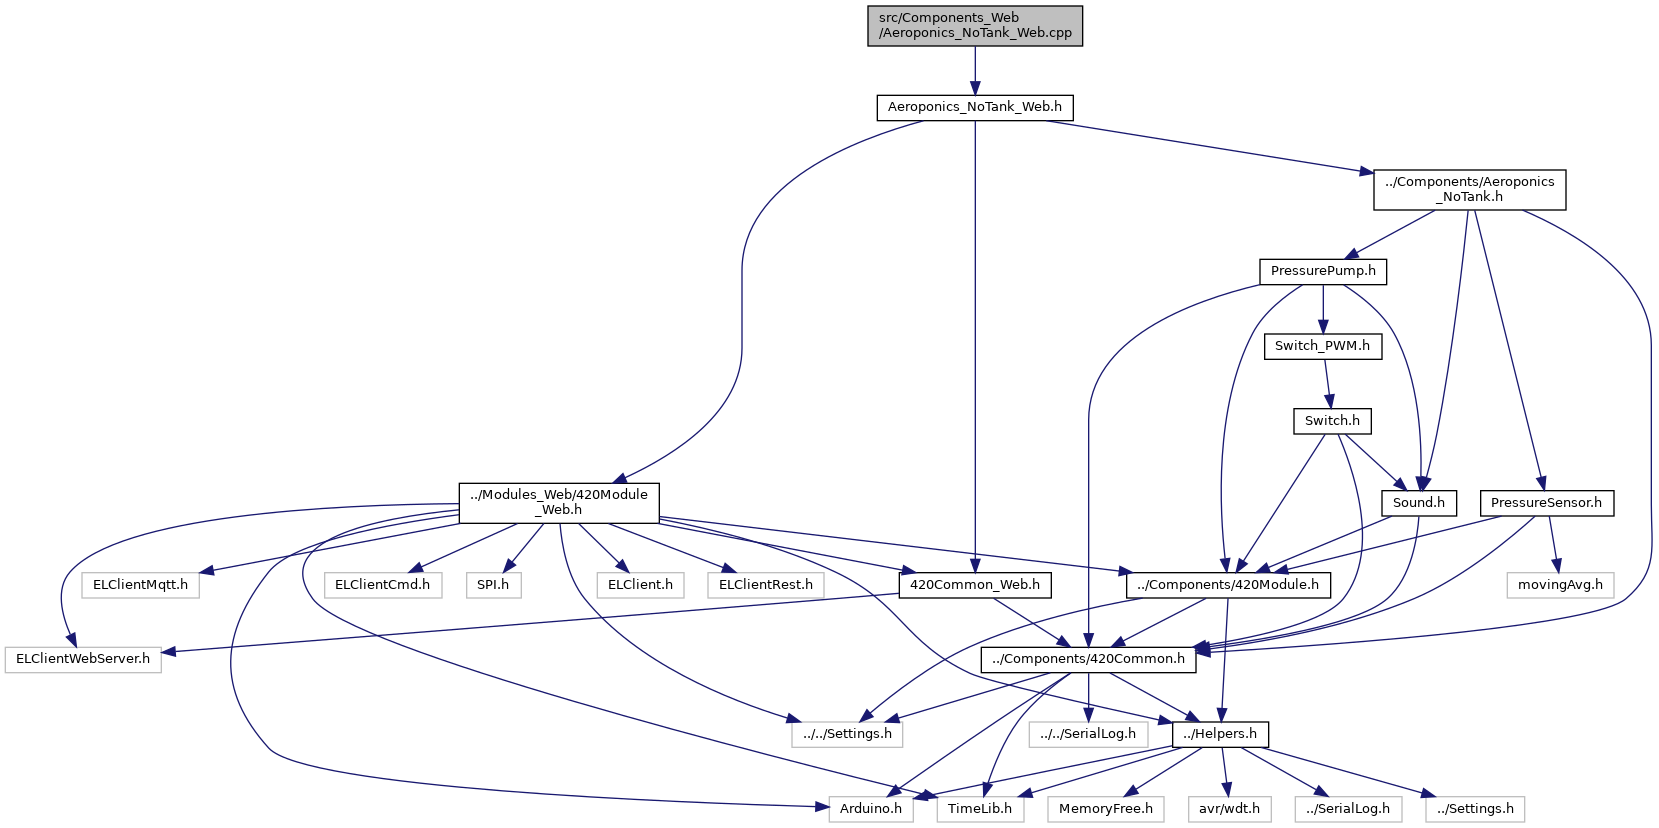 src/Components_Web
/Aeroponics_NoTank_Web.cpp
Aeroponics_NoTank_Web.h
../Components/Aeroponics
_NoTank.h
PressurePump.h
Switch_PWM.h
Switch.h
../Modules_Web/420Module
_Web.h
Sound.h
PressureSensor.h
ELClientMqtt.h
ELClientCmd.h
SPI.h
ELClient.h
ELClientRest.h
420Common_Web.h
../Components/420Module.h
movingAvg.h
ELClientWebServer.h
../Components/420Common.h
../../Settings.h
../../SerialLog.h
../Helpers.h
Arduino.h
TimeLib.h
MemoryFree.h
avr/wdt.h
../SerialLog.h
../Settings.h